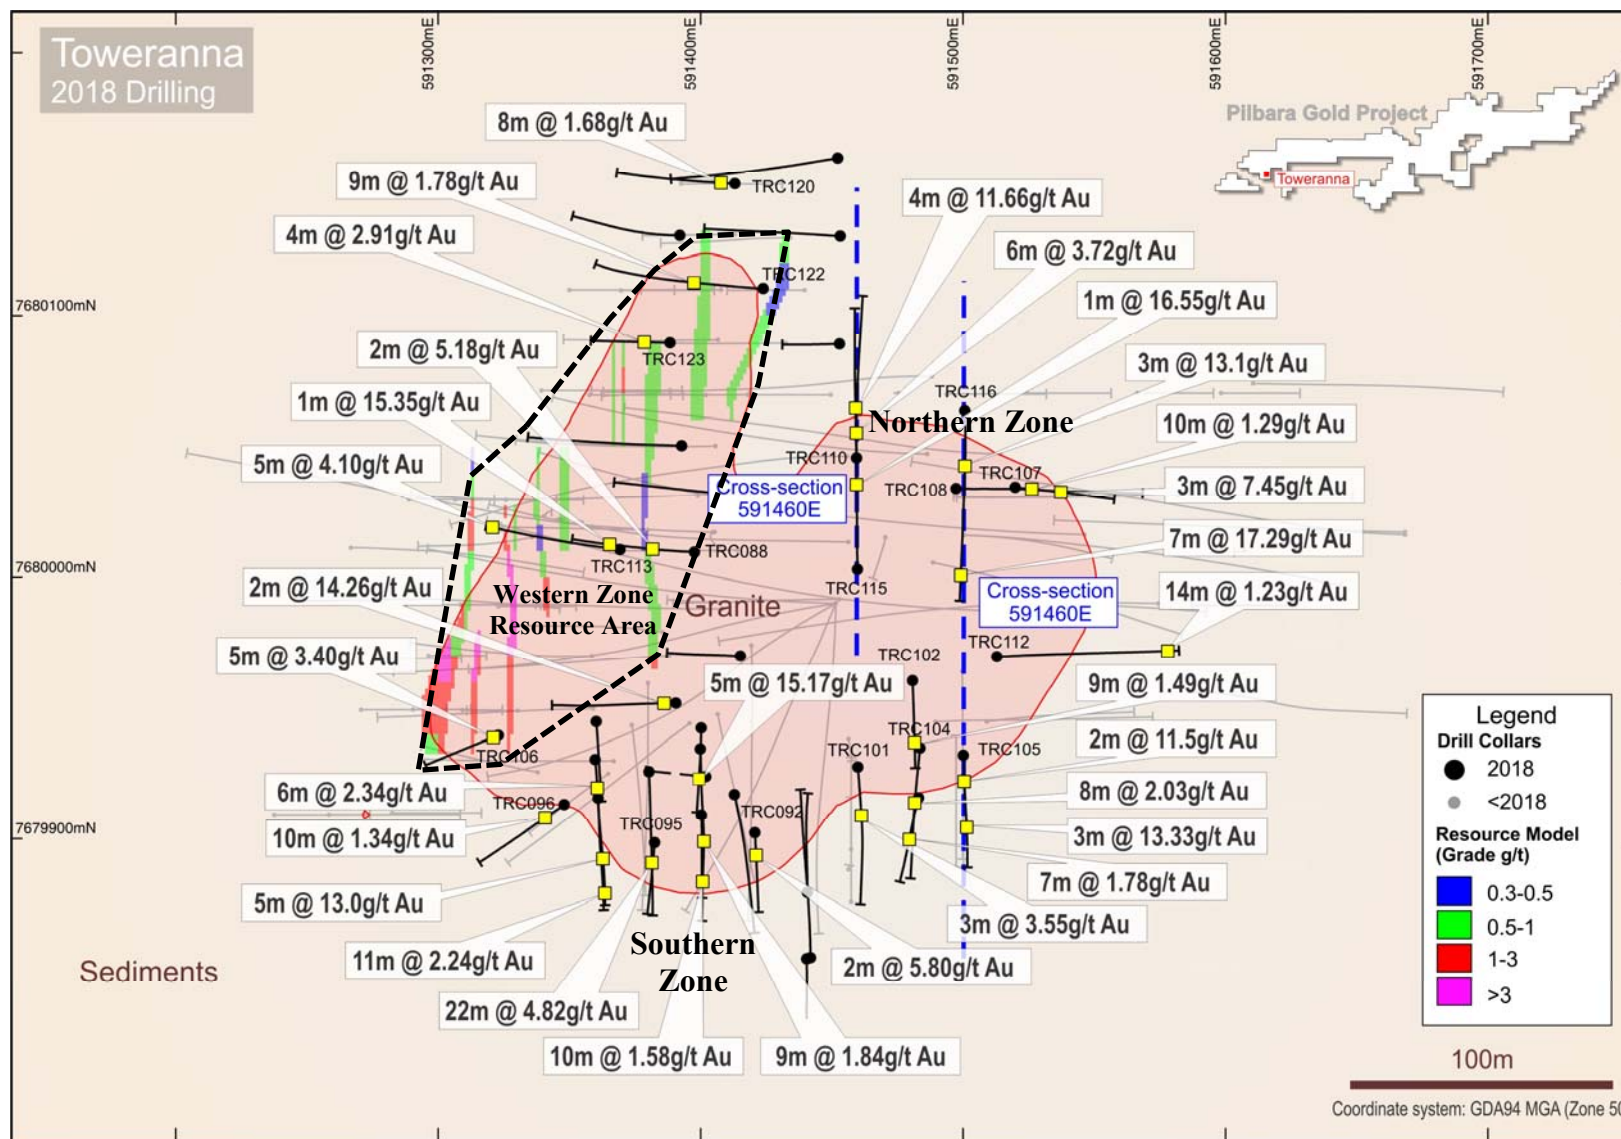 Toweranna
2018 Drilling
591300mE
591400mE
591500mE
591600mE
591700mE
Pilbara Gold Project
Toweranna
8m @ 1.68g/t Au
TRC120
9m @ 1.78g/t Au
4m @ 11.66g/t Au
4m @ 2.91g/t Au
6m @ 3.72g/t Au
TRC122
7680100mN
1m @ 16.55g/t Au
2m @ 5.18g/t Au
TRC123
3m @ 13.1g/t Au
TRC116
1m @ 15.35g/t Au
Northern Zone
10m @ 1.29g/t Au
5m @ 4.10g/t Au
TRC110
TRC107
TRC108
3m @ 7.45g/t Au
Cross-section
591460E
7m @ 17.29g/t Au
TRC088
TRC113
7680000mN
2m @ 14.26g/t Au
TRC115
Cross-section
591460E
14m @ 1.23g/t Au
Western Zone
Resource Area
Granite
TRC112
5m @ 3.40g/t Au
TRC102
5m @ 15.17g/t Au
9m @ 1.49g/t Au
TRC104
TRC106
TRC101
TRC105
2m @ 11.5g/t Au
6m @ 2.34g/t Au
8m @ 2.03g/t Au
TRC096
TRC092
TRC095
7679900mN
10m @ 1.34g/t Au
3m @ 13.33g/t Au
7m @ 1.78g/t Au
5m @ 13.0g/t Au
3m @ 3.55g/t Au
Southern
Zone
11m @ 2.24g/t Au
2m @ 5.80g/t Au
Sediments
22m @ 4.82g/t Au
10m @ 1.58g/t Au
9m @ 1.84g/t Au
Legend
Drill Collars
2018
<2018
Resource Model
(Grade g/t)
0.3-0.5
0.5-1
1-3
>3
100m
Coordinate system: GDA94 MGA (Zone 50